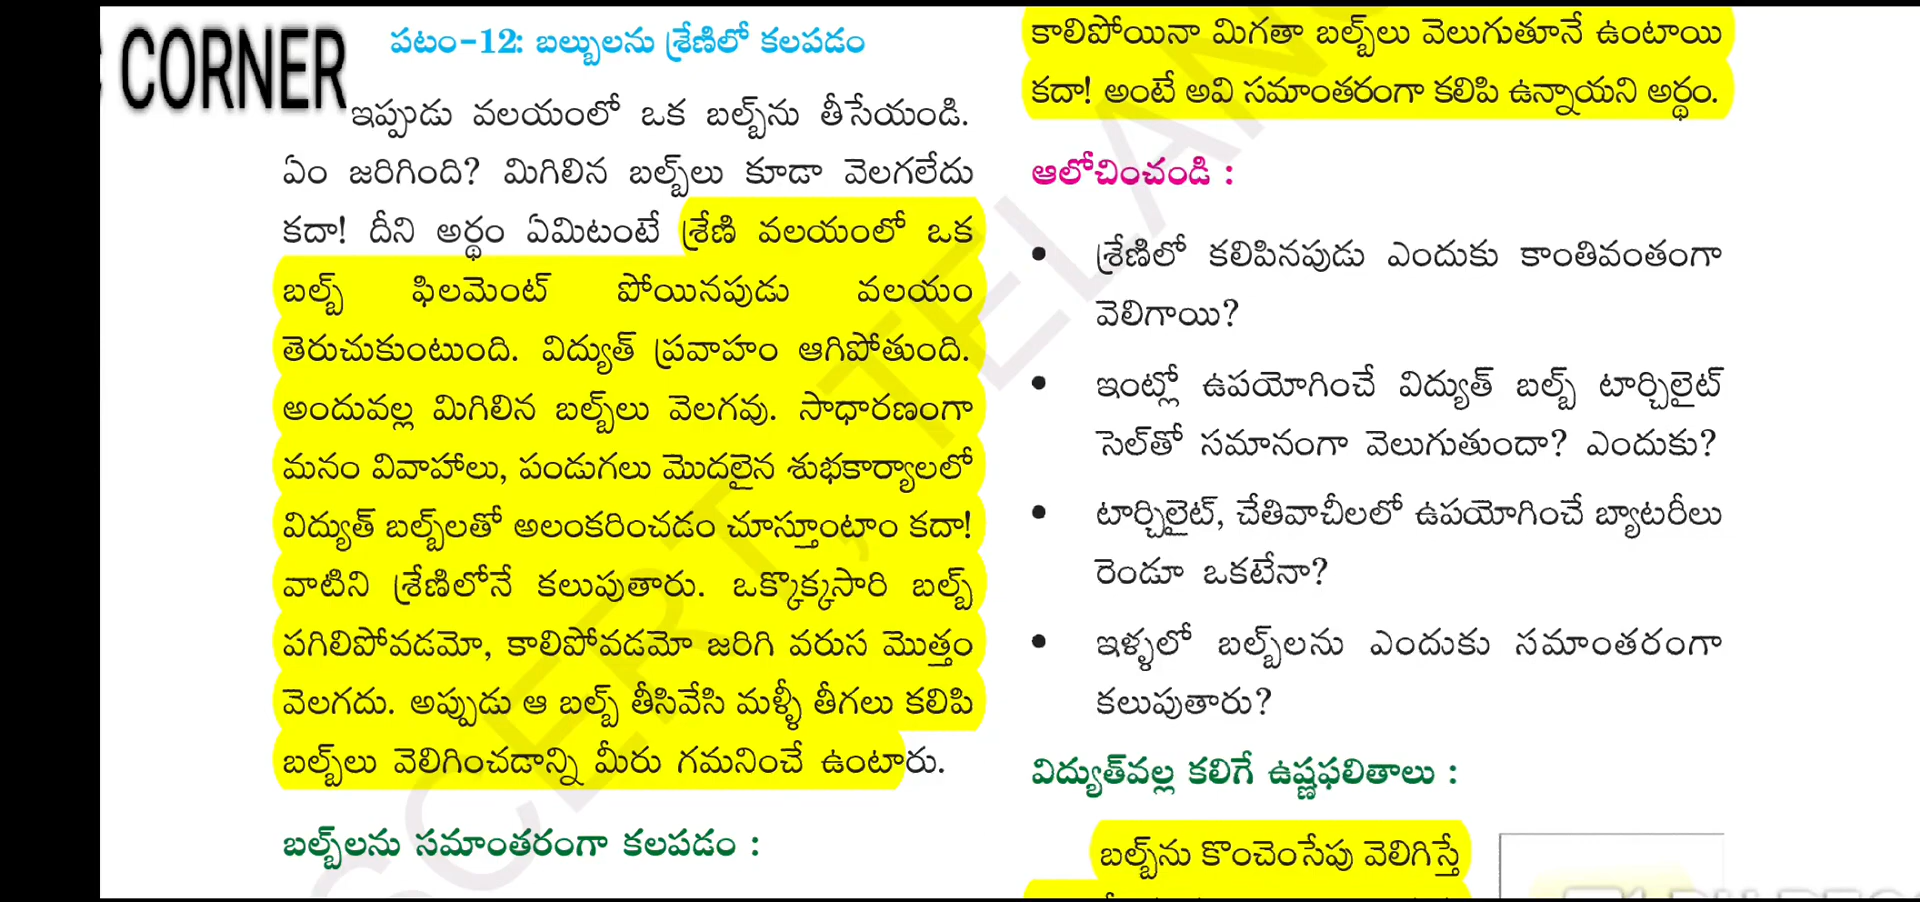 CORNER
పటం-12: బల్బులను శ్రేణిలో కలపడం
ఇప్పుడు వలయంలో ఒక బల్బ్‌ను తీసేయండి.
ఏం జరిగింది? మిగిలిన బల్బ్‌లు కూడా వెలగలేదు
కదా! దీని అర్థం ఏమిటంటే శ్రేణి వలయంలో ఒక
బల్బ్ ఫిలమెంట్ పోయినపుడు వలయం
తెరుచుకుంటుంది. విద్యుత్ ప్రవాహం ఆగిపోతుంది.
అందువల్ల మిగిలిన బల్బ్‌లు వెలగవు. సాధారణంగా
మనం వివాహాలు, పండుగలు మొదలైన శుభకార్యాలలో
విద్యుత్ బల్బ్‌లతో అలంకరించడం చూస్తూంటాం కదా!
వాటిని శ్రేణిలోనే కలుపుతారు. ఒక్కొక్కసారి బల్బ్
పగిలిపోవడమో, కాలిపోవడమో జరిగి వరుస మొత్తం
వెలగదు. అప్పుడు ఆ బల్బ్ తీసివేసి మళ్ళీ తీగలు కలిపి
బల్బ్‌లు వెలిగించడాన్ని మీరు గమనించే ఉంటారు.
బల్బ్‌లను సమాంతరంగా కలపడం :
కాలిపోయినా మిగతా బల్బ్‌లు వెలుగుతూనే ఉంటాయి
కదా! అంటే అవి సమాంతరంగా కలిపి ఉన్నాయని అర్థం.
ఆలోచించండి :
• శ్రేణిలో కలిపినపుడు ఎందుకు కాంతివంతంగా
వెలిగాయి?
• ఇంట్లో ఉపయోగించే విద్యుత్ బల్బ్ టార్చిలైట్
సెల్‌తో సమానంగా వెలుగుతుందా? ఎందుకు?
• టార్చిలైట్, చేతివాచీలలో ఉపయోగించే బ్యాటరీలు
రెండూ ఒకటేనా?
• ఇళ్ళలో బల్బ్‌లను ఎందుకు సమాంతరంగా
కలుపుతారు?
విద్యుత్‌వల్ల కలిగే ఉష్ణఫలితాలు :
బల్బ్‌ను కొంచెంసేపు వెలిగిస్తే
SCERT, TELAN